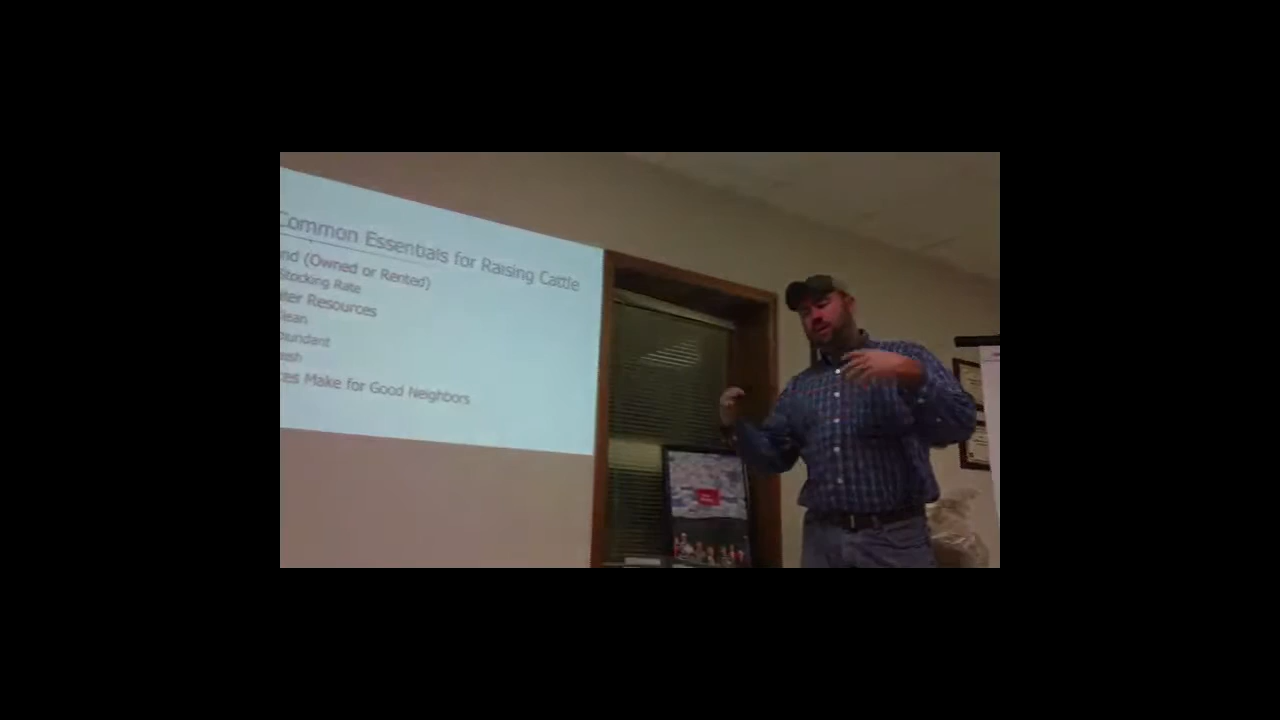 Common Essentials for Raising Cattle
nd (Owned or Rented)
Stocking Rate
ter Resources
lean
bundant
esh
ces Make for Good Neighbors